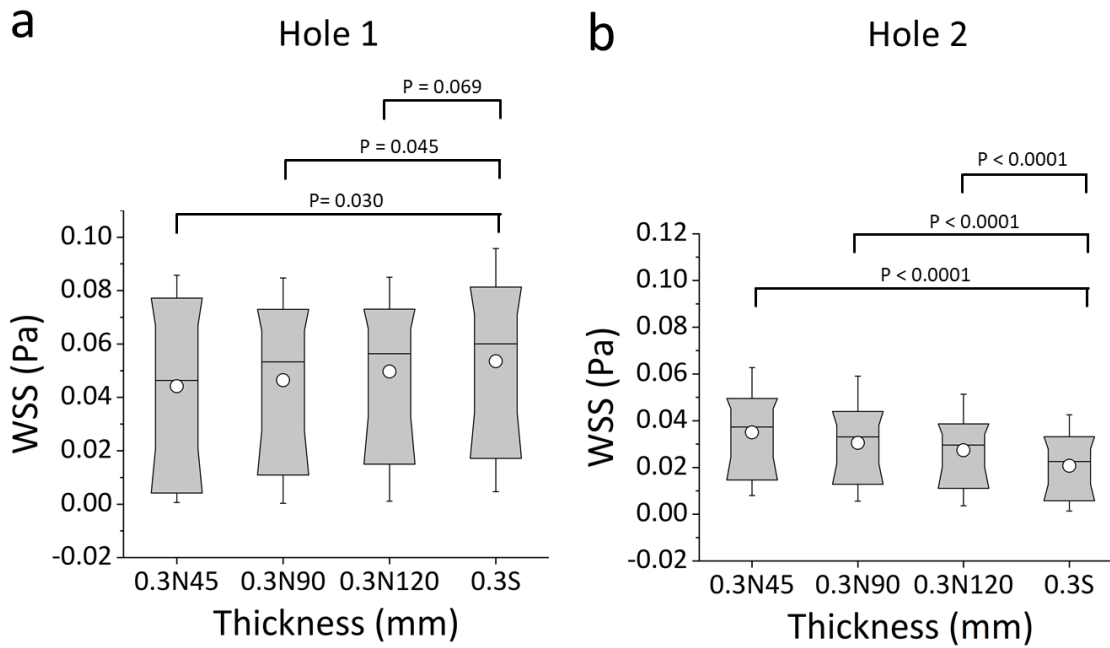 a
Hole 1
P = 0.069
P = 0.045
P= 0.030
WSS (Pa)
0.10
0.08
0.06
0.04
0.02
0.00
-0.02
0.3N45 0.3N90 0.3N120 0.3S
Thickness (mm)
b
Hole 2
P < 0.0001
P < 0.0001
P < 0.0001
WSS (Pa)
0.12
0.10
0.08
0.06
0.04
0.02
0.00
-0.02
0.3N45 0.3N90 0.3N120 0.3S
Thickness (mm)